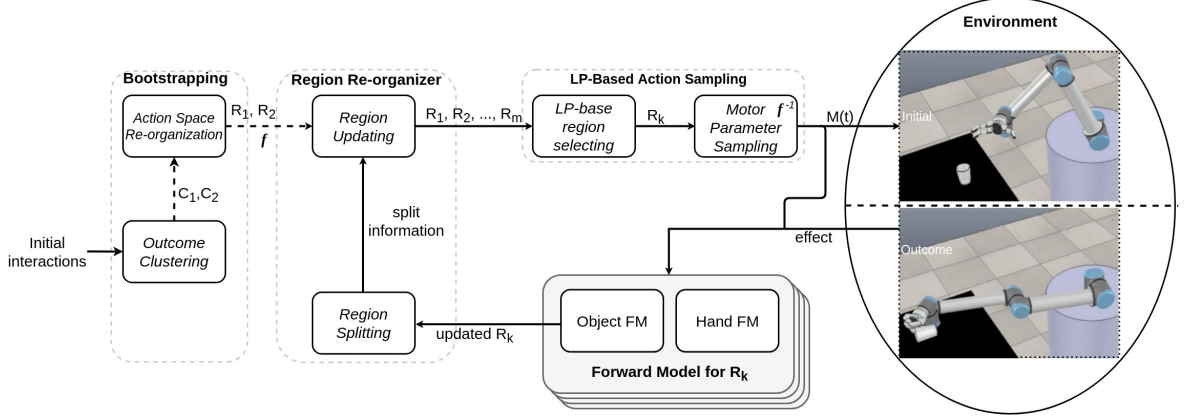 Environment
Bootstrapping
Region Re-organizer
LP-Based Action Sampling
Action Space
Re-organization
R1, R2
f
Region
Updating
R1, R2, ..., Rm
LP-base
region
selecting
Rk
Motor f -1
Parameter
Sampling
M(t)
Initial
C1,C2
split
information
effect
Initial
interactions
Outcome
Clustering
Outcome
Region
Splitting
updated Rk
Object FM
Hand FM
Forward Model for Rk